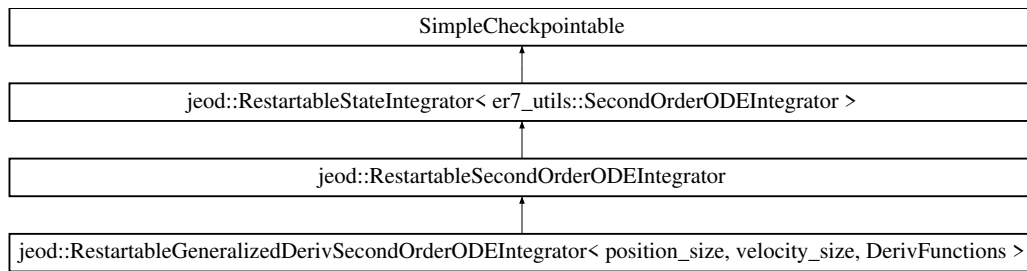 SimpleCheckpointable
jeod::RestartableStateIntegrator< er7_utils::SecondOrderODEIntegrator >
jeod::RestartableSecondOrderODEIntegrator
jeod::RestartableGeneralizedDerivSecondOrderODEIntegrator< position_size, velocity_size, DerivFunctions >